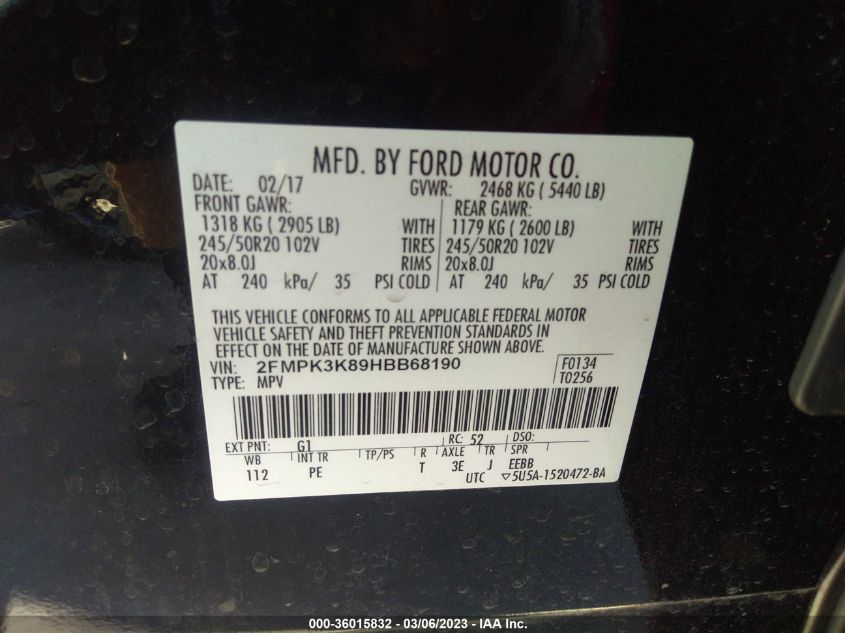 MFD. BY FORD MOTOR CO.
DATE: 02/17 GVWR: 2468 KG ( 5440 LB)
FRONT GAWR: REAR GAWR:
1318 KG ( 2905 LB) WITH 1179 KG ( 2600 LB) WITH
245/50R20 102V TIRES 245/50R20 102V TIRES
20x8.0J RIMS 20x8.0J RIMS
AT 240 kPa/ 35 PSI COLD AT 240 kPa/ 35 PSI COLD
THIS VEHICLE CONFORMS TO ALL APPLICABLE FEDERAL MOTOR
VEHICLE SAFETY AND THEFT PREVENTION STANDARDS IN
EFFECT ON THE DATE OF MANUFACTURE SHOWN ABOVE.
VIN: 2FMPK3K89HBB68190 F0134
TYPE: MPV T0256
EXT PNT: G1 RC: 52 DSO:
WB INT TR TP/PS R AXLE TR SPR
112 PE T 3E J EEBB
UTC ▽5U5A-1520472-BA
000-36015832 - 03/06/2023 - IAA Inc.